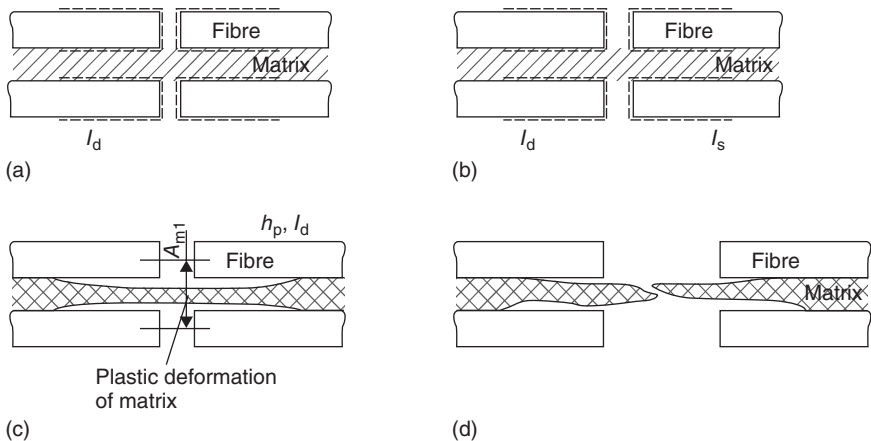 Fibre
Matrix
l_d
(a)
Fibre
Matrix
l_d
l_s
(b)
A_m1
h_p, l_d
Fibre
Plastic deformation
of matrix
(c)
Fibre
Matrix
(d)